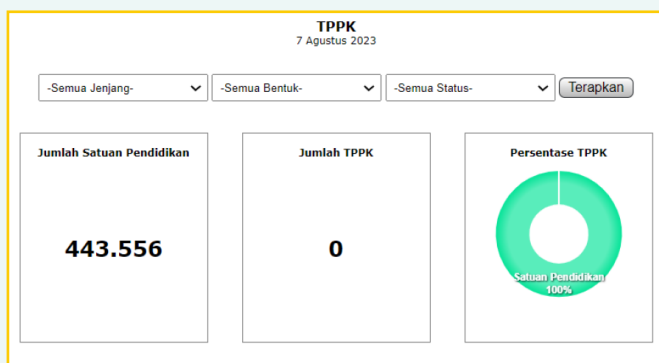 TPPK
7 Agustus 2023
-Semua Jenjang- -Semua Bentuk- -Semua Status- Terapkan
Jumlah Satuan Pendidikan
443.556
Jumlah TPPK
0
Persentase TPPK
Satuan Pendidikan
100%